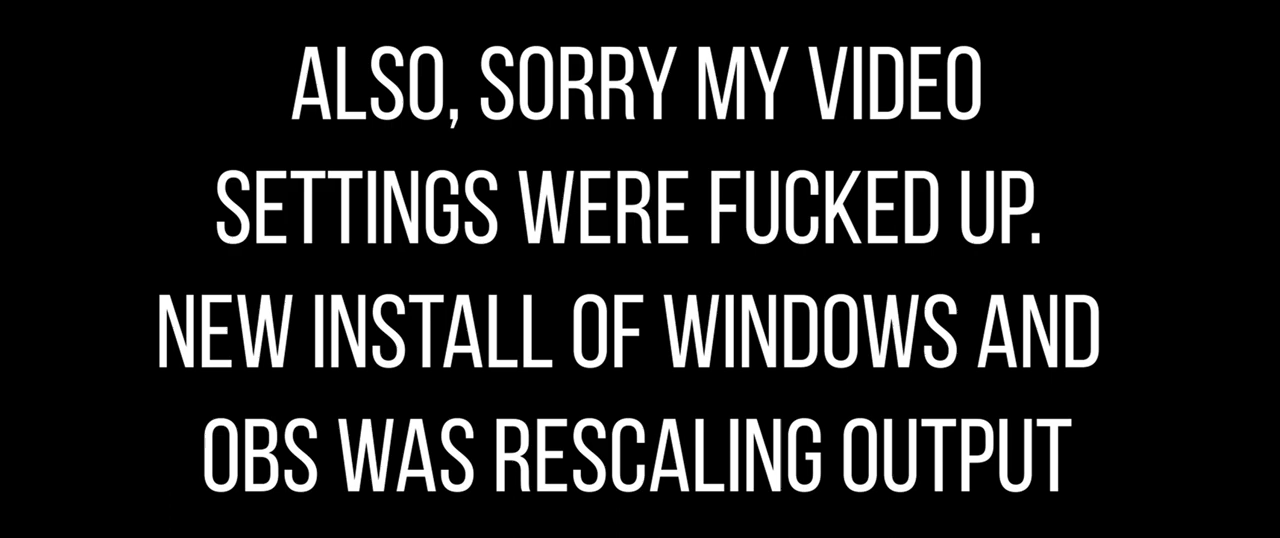 ALSO, SORRY MY VIDEO
SETTINGS WERE FUCKED UP.
NEW INSTALL OF WINDOWS AND
OBS WAS RESCALING OUTPUT